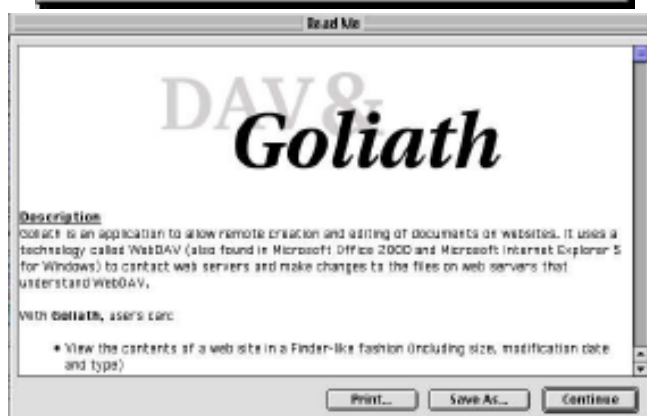 Read Me
DAV&
Goliath
Description
Goliath is an application to allow remote creation and editing of documents on websites. It uses a
technology called WebDAV (also found in Microsoft Office 2000 and Microsoft Internet Explorer 5
for Windows) to contact web servers and make changes to the files on web servers that
understand WebDAV.
With Goliath, users can:
• View the contents of a web site in a Finder-like fashion (including size, modification date
and type)
Print... Save As... Continue